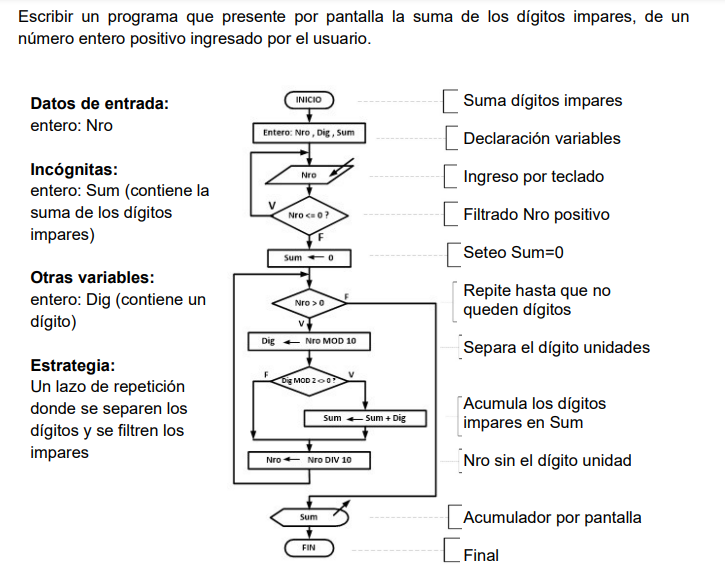 Escribir un programa que presente por pantalla la suma de los dígitos impares, de un
número entero positivo ingresado por el usuario.
Datos de entrada:
entero: Nro
Incógnitas:
entero: Sum (contiene la
suma de los dígitos
impares)
Otras variables:
entero: Dig (contiene un
dígito)
Estrategia:
Un lazo de repetición
donde se separen los
dígitos y se filtren los
impares
INICIO
Entero: Nro , Dig , Sum
Nro
V
Nro <= 0 ?
F
Sum ← 0
Nro > 0
F
V
Dig ← Nro MOD 10
F
Dig MOD 2 <> 0 ?
V
Sum ← Sum + Dig
Nro ← Nro DIV 10
Sum
FIN
Suma dígitos impares
Declaración variables
Ingreso por teclado
Filtrado Nro positivo
Seteo Sum=0
Repite hasta que no
queden dígitos
Separa el dígito unidades
Acumula los dígitos
impares en Sum
Nro sin el dígito unidad
Acumulador por pantalla
Final